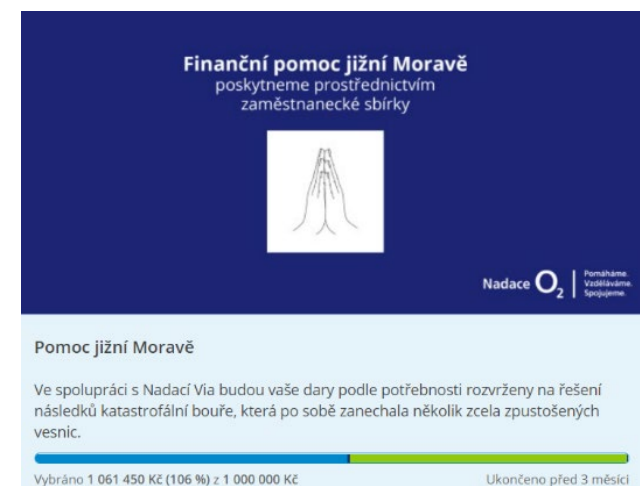 Finanční pomoc jižní Moravě
poskytneme prostřednictvím
zaměstnanecké sbírky
Nadace O2
Pomáháme.
Vzděláváme.
Spojujeme.
Pomoc jižní Moravě
Ve spolupráci s Nadací Via budou vaše dary podle potřebnosti rozvrženy na řešení
následků katastrofální bouře, která po sobě zanechala několik zcela zpustošených
vesnic.
Vybráno 1 061 450 Kč (106 %) z 1 000 000 Kč
Ukončeno před 3 měsíci